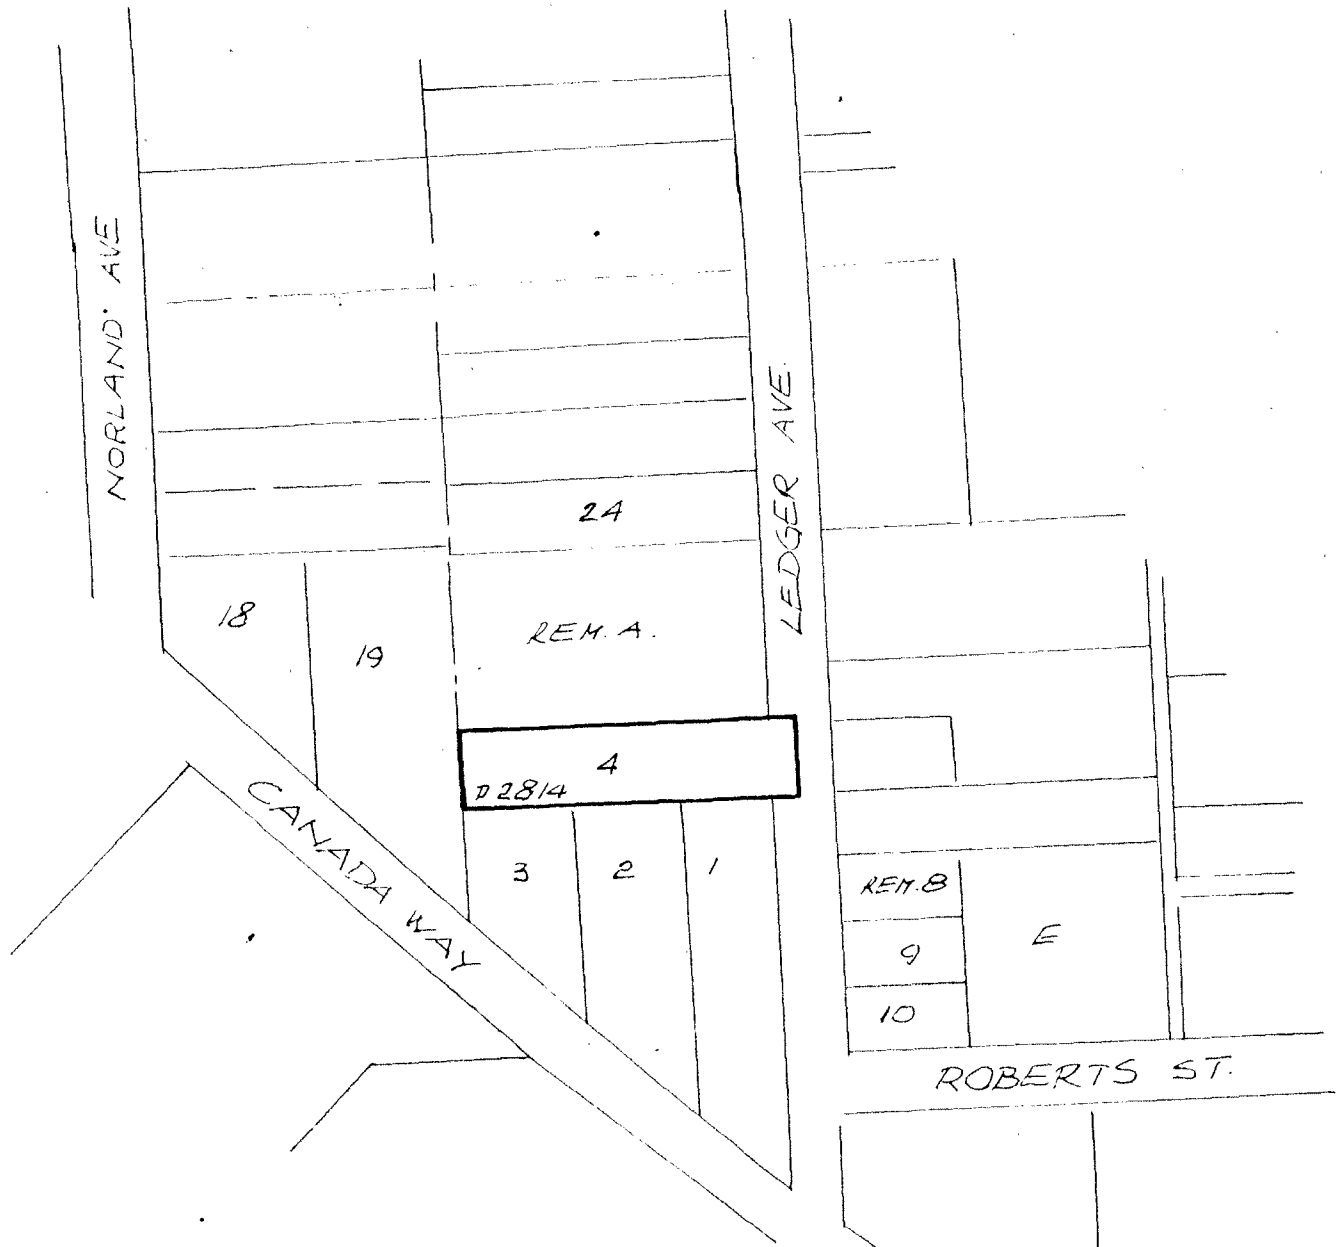 NORLAND AVE
LEDGER AVE.
24
18
19
REM. A.
4
P 2814
CANADA WAY
3
2
1
REM. B
9
E
10
ROBERTS ST.